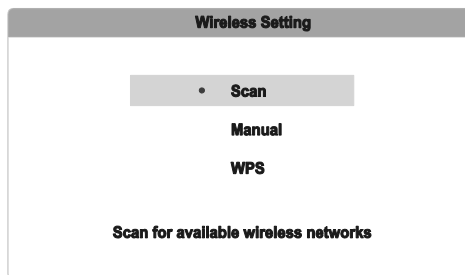 Wireless Setting
• Scan
Manual
WPS
Scan for available wireless networks